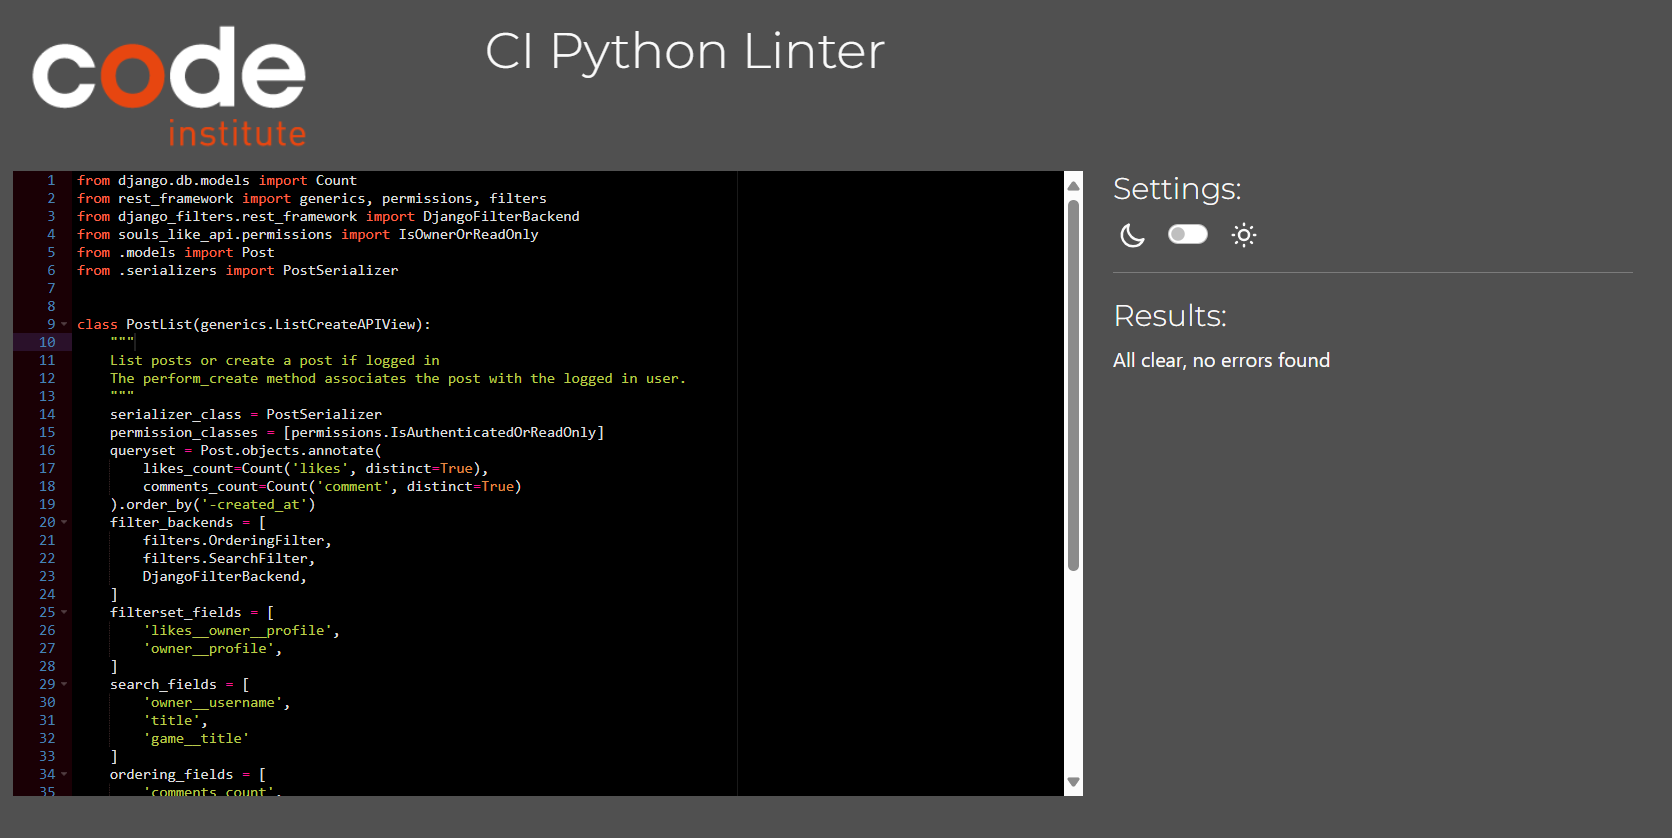 code
institute
CI Python Linter
1 from django.db.models import Count
2 from rest_framework import generics, permissions, filters
3 from django_filters.rest_framework import DjangoFilterBackend
4 from souls_like_api.permissions import IsOwnerOrReadOnly
5 from .models import Post
6 from .serializers import PostSerializer
7
8
9 class PostList(generics.ListCreateAPIView):
10     """
11     List posts or create a post if logged in
12     The perform_create method associates the post with the logged in user.
13     """
14     serializer_class = PostSerializer
15     permission_classes = [permissions.IsAuthenticatedOrReadOnly]
16     queryset = Post.objects.annotate(
17         likes_count=Count('likes', distinct=True),
18         comments_count=Count('comment', distinct=True)
19     ).order_by('-created_at')
20     filter_backends = [
21         filters.OrderingFilter,
22         filters.SearchFilter,
23         DjangoFilterBackend,
24     ]
25     filterset_fields = [
26         'likes__owner__profile',
27         'owner__profile',
28     ]
29     search_fields = [
30         'owner__username',
31         'title',
32         'game__title'
33     ]
34     ordering_fields = [
35         'comments_count',
Settings:
Results:
All clear, no errors found